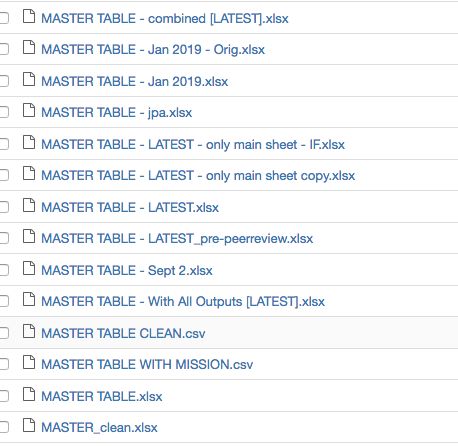 MASTER TABLE - combined [LATEST].xlsx
MASTER TABLE - Jan 2019 - Orig.xlsx
MASTER TABLE - Jan 2019.xlsx
MASTER TABLE - jpa.xlsx
MASTER TABLE - LATEST - only main sheet - IF.xlsx
MASTER TABLE - LATEST - only main sheet copy.xlsx
MASTER TABLE - LATEST.xlsx
MASTER TABLE - LATEST_pre-peerreview.xlsx
MASTER TABLE - Sept 2.xlsx
MASTER TABLE - With All Outputs [LATEST].xlsx
MASTER TABLE CLEAN.csv
MASTER TABLE WITH MISSION.csv
MASTER TABLE.xlsx
MASTER_clean.xlsx